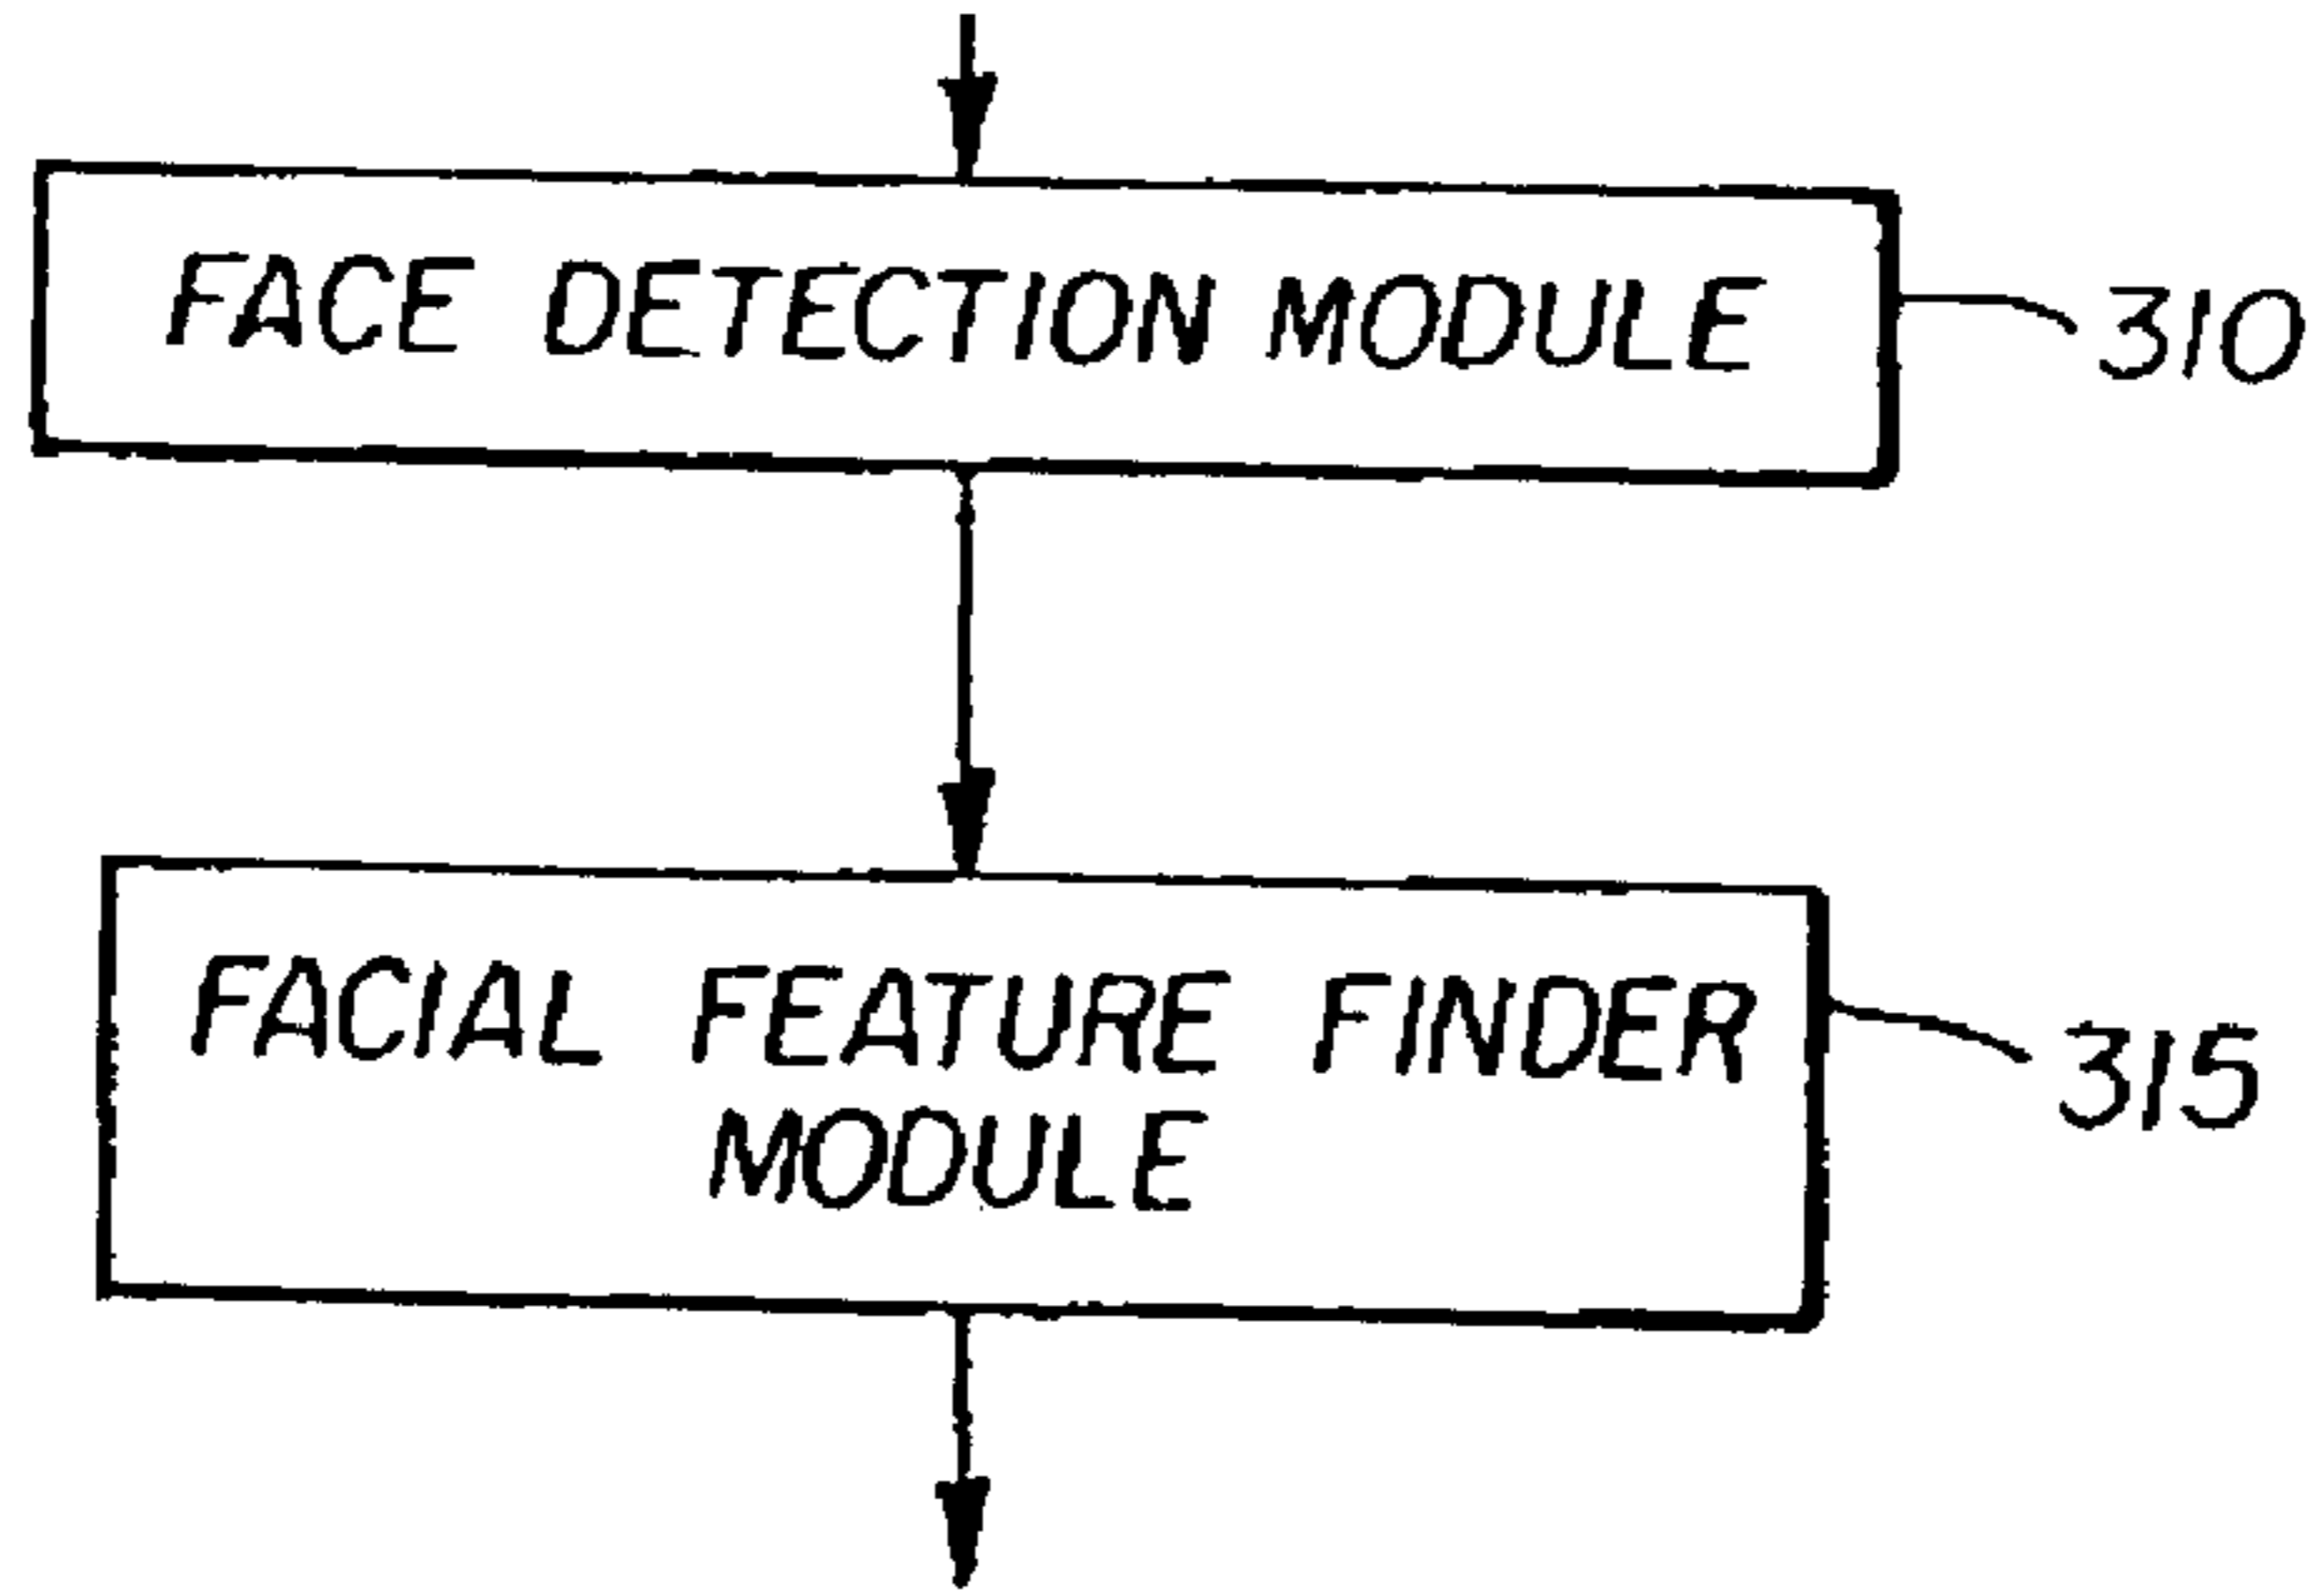 FACE DETECTION MODULE
310
FACIAL FEATURE FINDER
MODULE
315